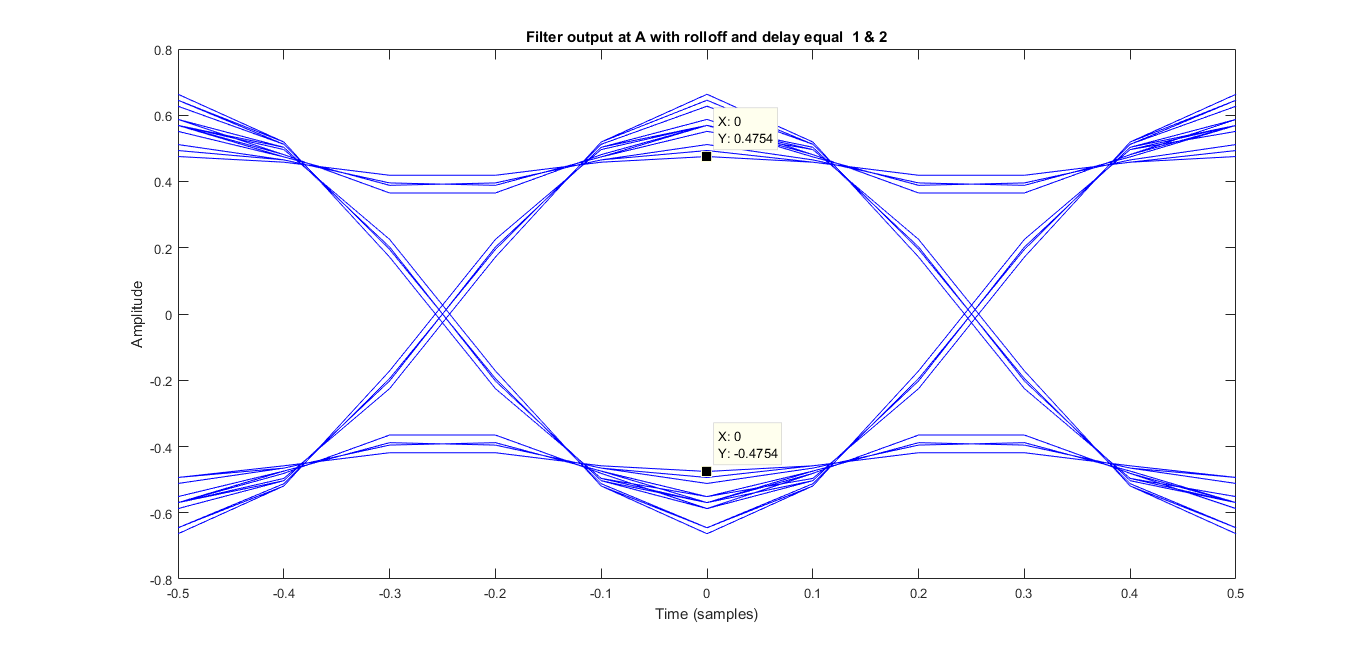 Filter output at A with rolloff and delay equal  1 & 2
0.8
0.6
0.4
0.2
0
-0.2
-0.4
-0.6
-0.8
Amplitude
X: 0
Y: 0.4754
X: 0
Y: -0.4754
-0.5 -0.4 -0.3 -0.2 -0.1 0 0.1 0.2 0.3 0.4 0.5
Time (samples)